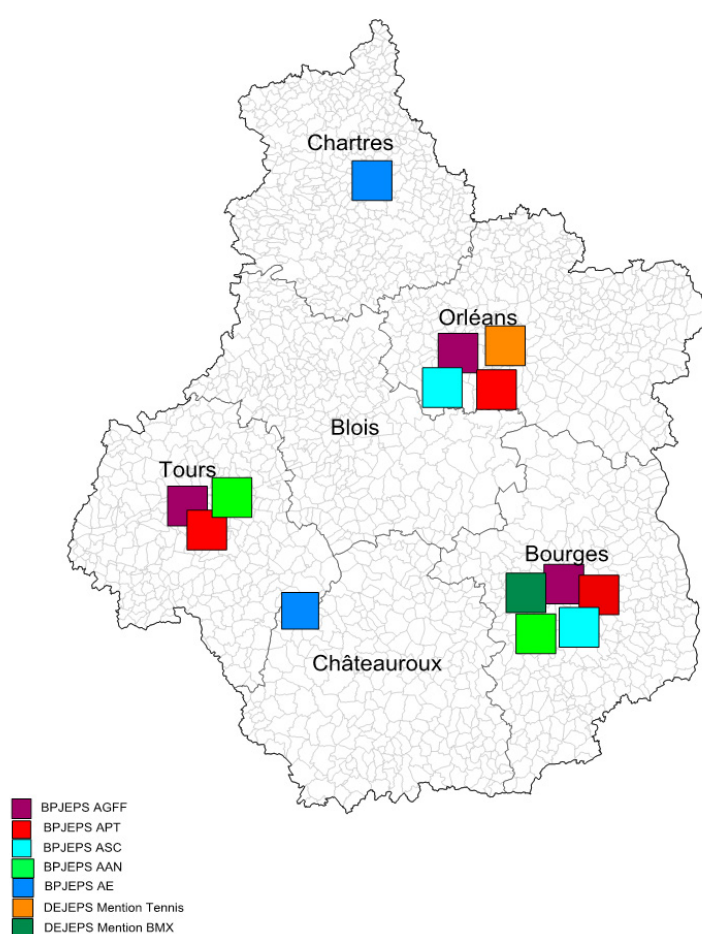 Chartres
Orléans
Blois
Tours
Bourges
Châteauroux
BPJEPS AGFF
BPJEPS APT
BPJEPS ASC
BPJEPS AAN
BPJEPS AE
DEJEPS Mention Tennis
DEJEPS Mention BMX